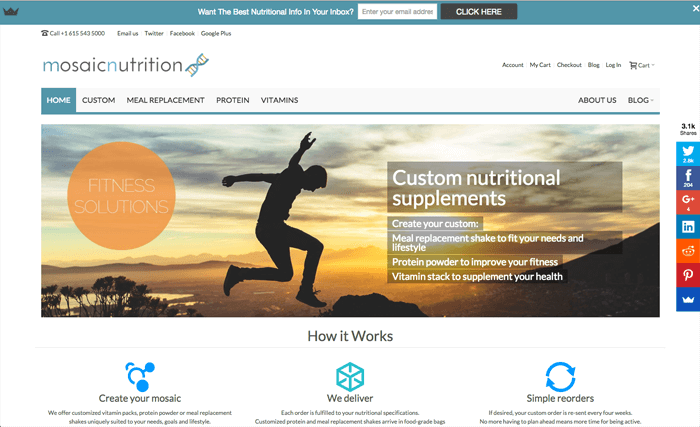 Want The Best Nutritional Info In Your Inbox? Enter your email address CLICK HERE
Call +1 615 543 5000 Email us Twitter Facebook Google Plus
mosaicnutrition
Account My Cart Checkout Blog Log In Cart
HOME CUSTOM MEAL REPLACEMENT PROTEIN VITAMINS ABOUT US BLOG
FITNESS
SOLUTIONS
Custom nutritional
supplements
Create your custom:
Meal replacement shake to fit your needs and
lifestyle
Protein powder to improve your fitness
Vitamin stack to supplement your health
3.1k
Shares
2.8k
204
4
How it Works
Create your mosaic
We offer customized vitamin packs, protein powder or meal replacement
shakes uniquely suited to your needs, goals and lifestyle.
We deliver
Each order is fulfilled to your nutritional specifications.
Customized protein and meal replacement shakes arrive in food-grade bags
Simple reorders
If desired, your custom order is re-sent every four weeks.
No more having to plan ahead means more time for being active.